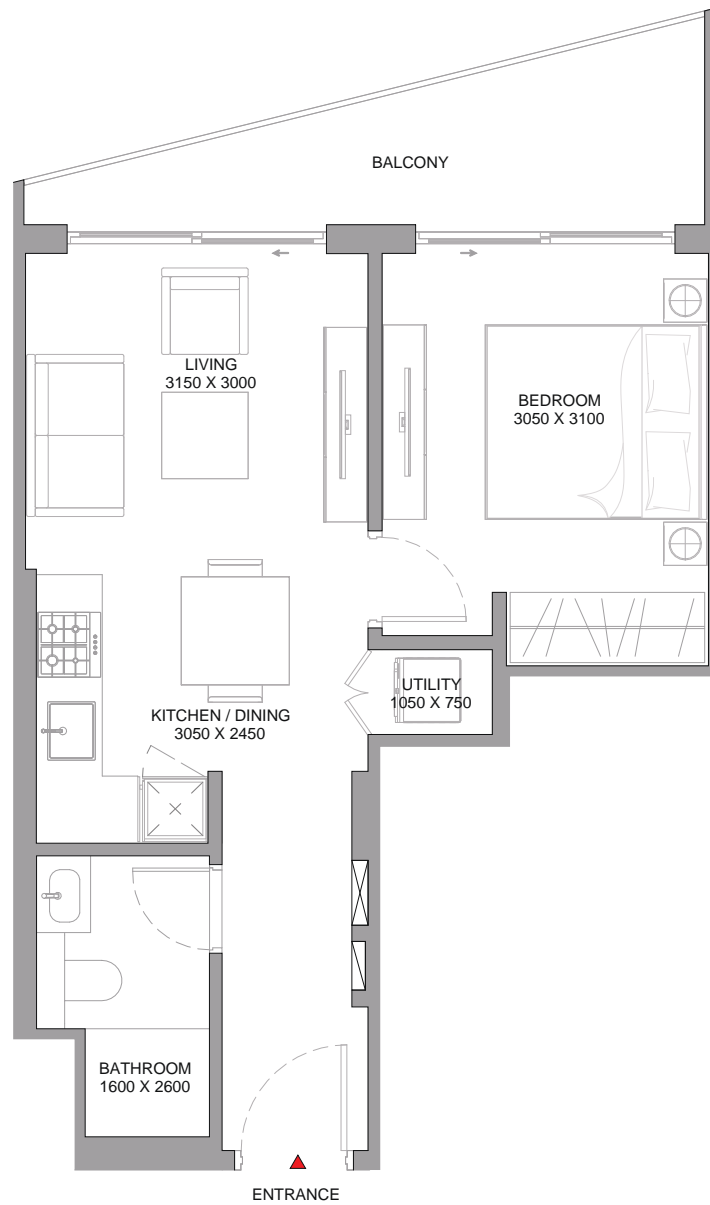 BALCONY
LIVING
3150 X 3000
BEDROOM
3050 X 3100
UTILITY
1050 X 750
KITCHEN / DINING
3050 X 2450
BATHROOM
1600 X 2600
ENTRANCE